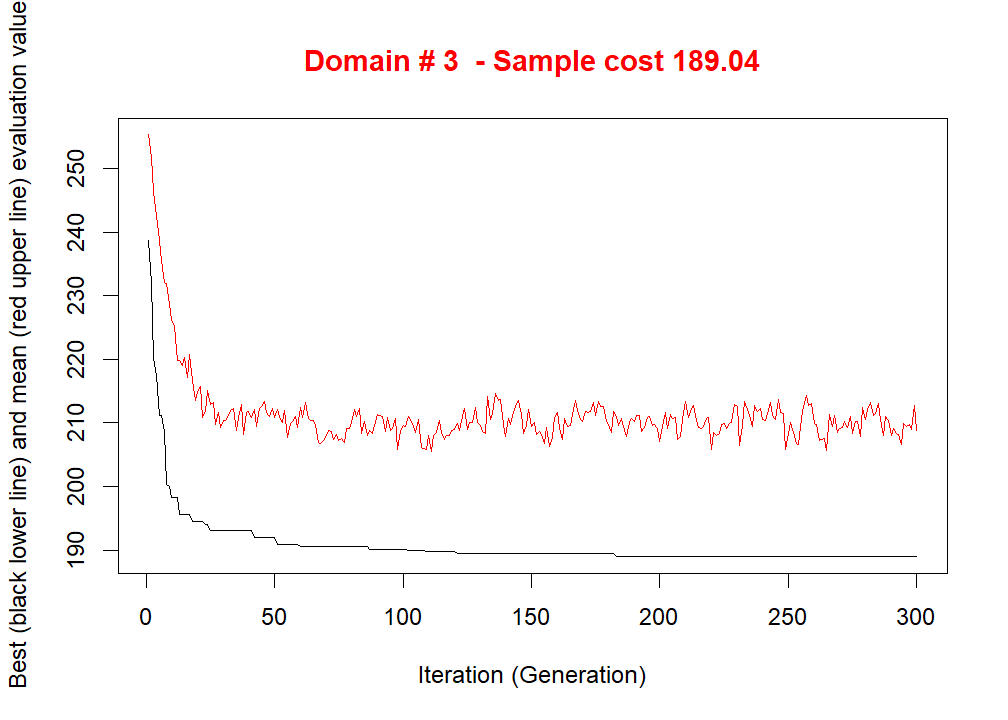 Domain # 3  - Sample cost 189.04
Best (black lower line) and mean (red upper line) evaluation value
250
240
230
220
210
200
190
0 50 100 150 200 250 300
Iteration (Generation)